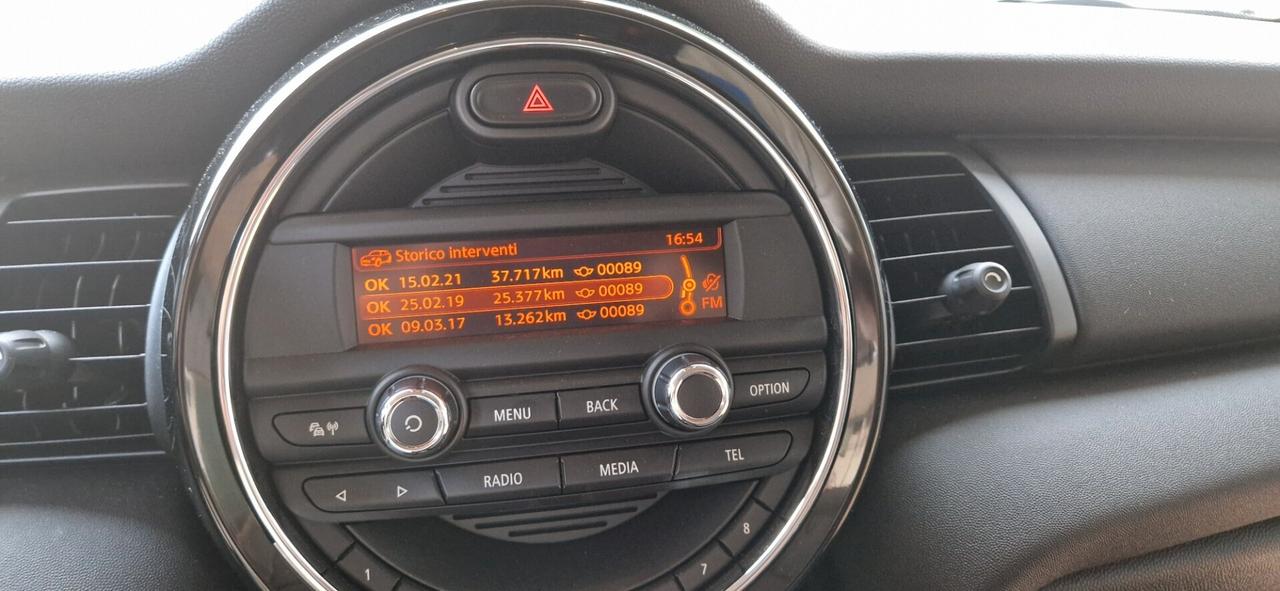 Storico interventi 16:54
OK 15.02.21 37.717km 00089
OK 25.02.19 25.377km 00089
OK 09.03.17 13.262km 00089
FM
MENU BACK OPTION
RADIO MEDIA TEL
1 7 8